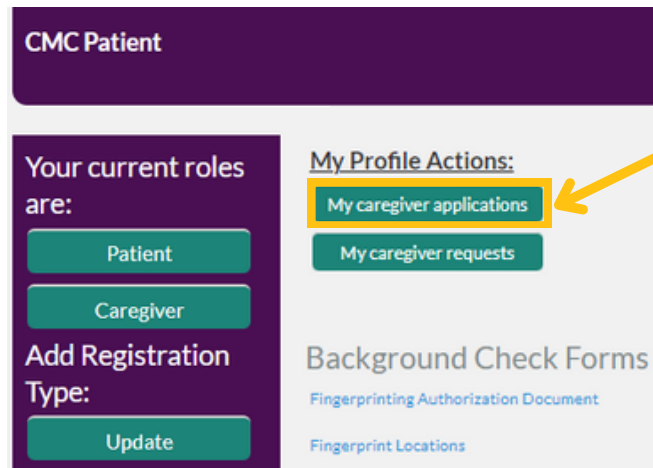 CMC Patient
Your current roles
are:
Patient
Caregiver
Add Registration
Type:
Update
My Profile Actions:
My caregiver applications
My caregiver requests
Background Check Forms
Fingerprinting Authorization Document
Fingerprint Locations